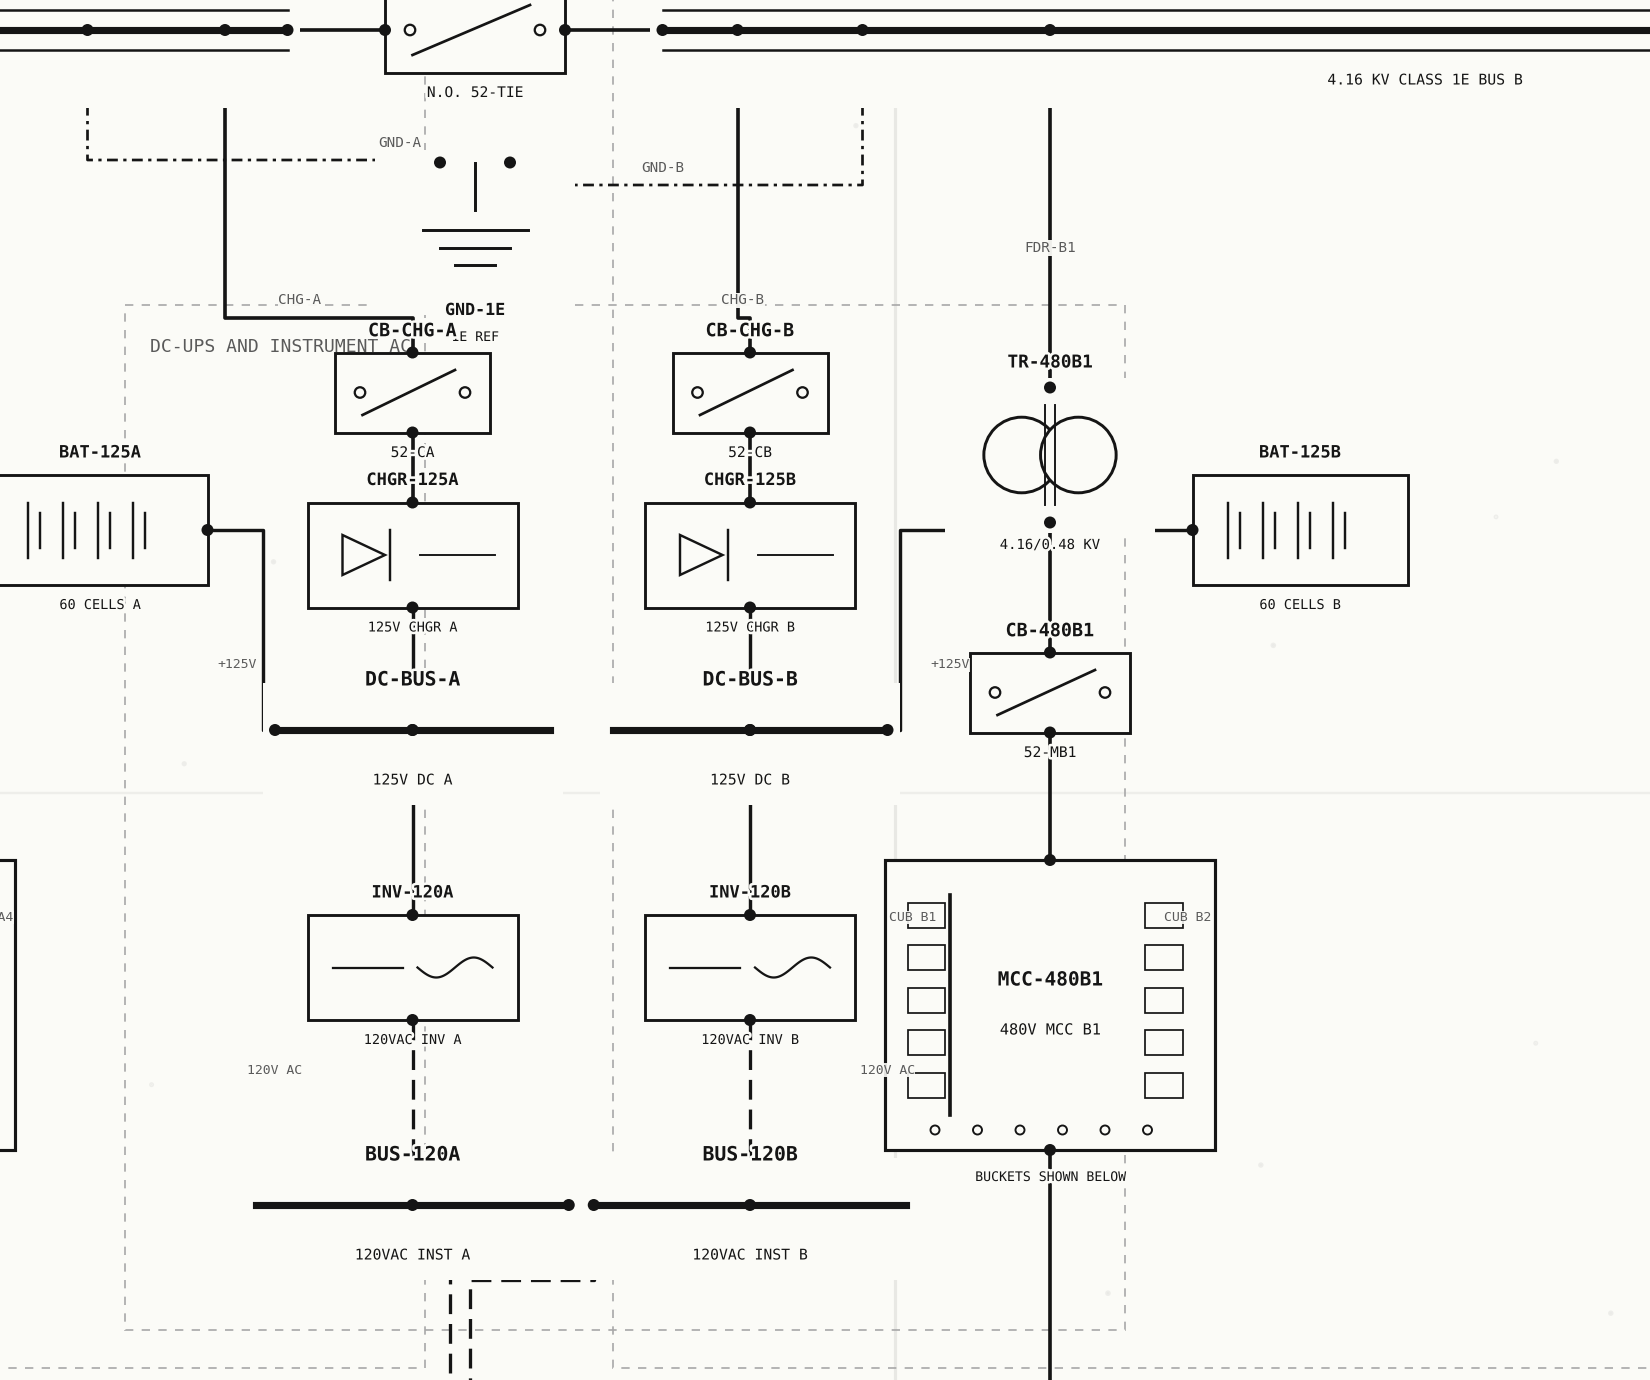 4.16 KV CLASS 1E BUS B
N.O. 52-TIE
GND-A
GND-B
FDR-B1
CHG-A
CHG-B
GND-1E
CB-CHG-A
CB-CHG-B
1E REF
DC-UPS AND INSTRUMENT AC
TR-480B1
BAT-125A
52-CA
52-CB
BAT-125B
CHGR-125A
CHGR-125B
4.16/0.48 KV
60 CELLS A
60 CELLS B
125V CHGR A
125V CHGR B
CB-480B1
+125V
+125V
DC-BUS-A
DC-BUS-B
52-MB1
125V DC A
125V DC B
INV-120A
INV-120B
A4
CUB B1
CUB B2
MCC-480B1
480V MCC B1
120VAC INV A
120VAC INV B
120V AC
120V AC
BUS-120A
BUS-120B
BUCKETS SHOWN BELOW
120VAC INST A
120VAC INST B